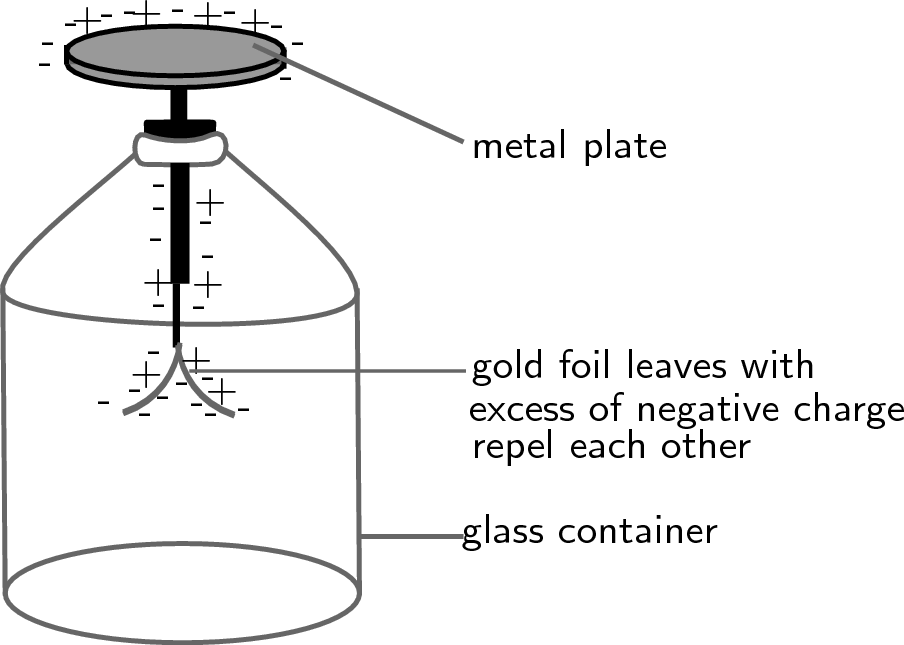 metal plate
gold foil leaves with
excess of negative charge
repel each other
glass container